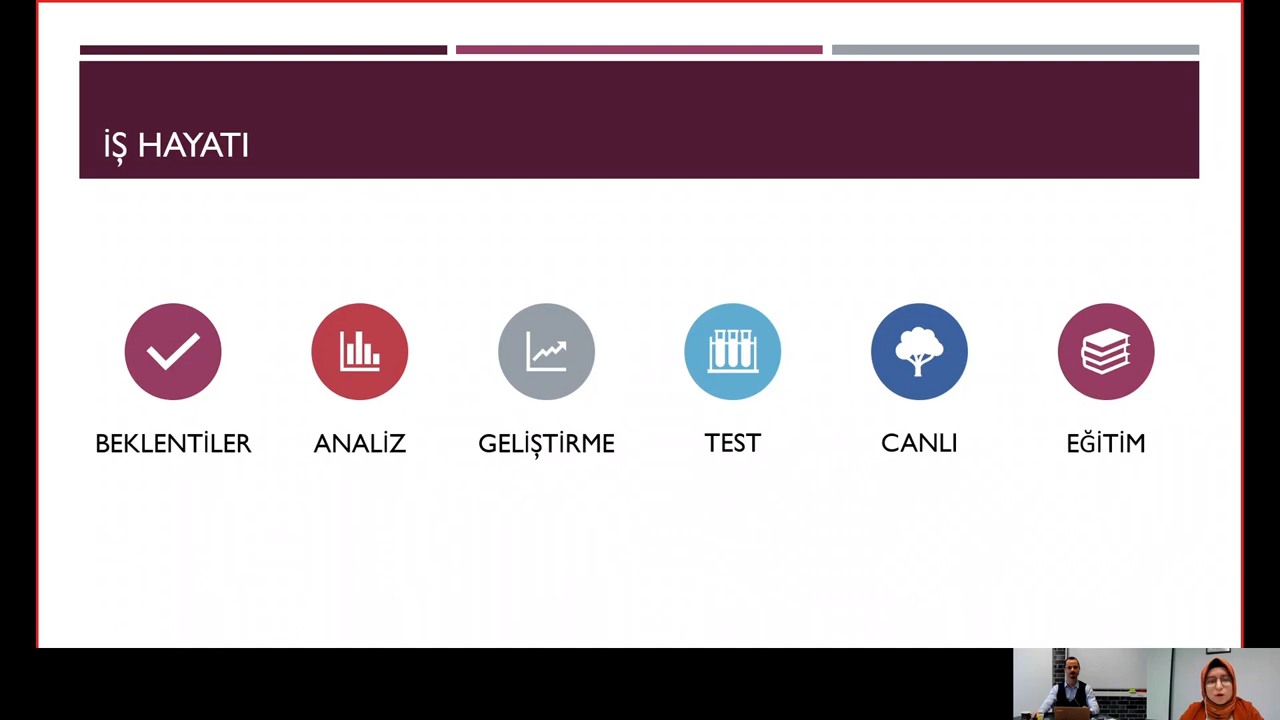 İŞ HAYATI
BEKLENTİLER
ANALİZ
GELİŞTİRME
TEST
CANLI
EĞİTİM